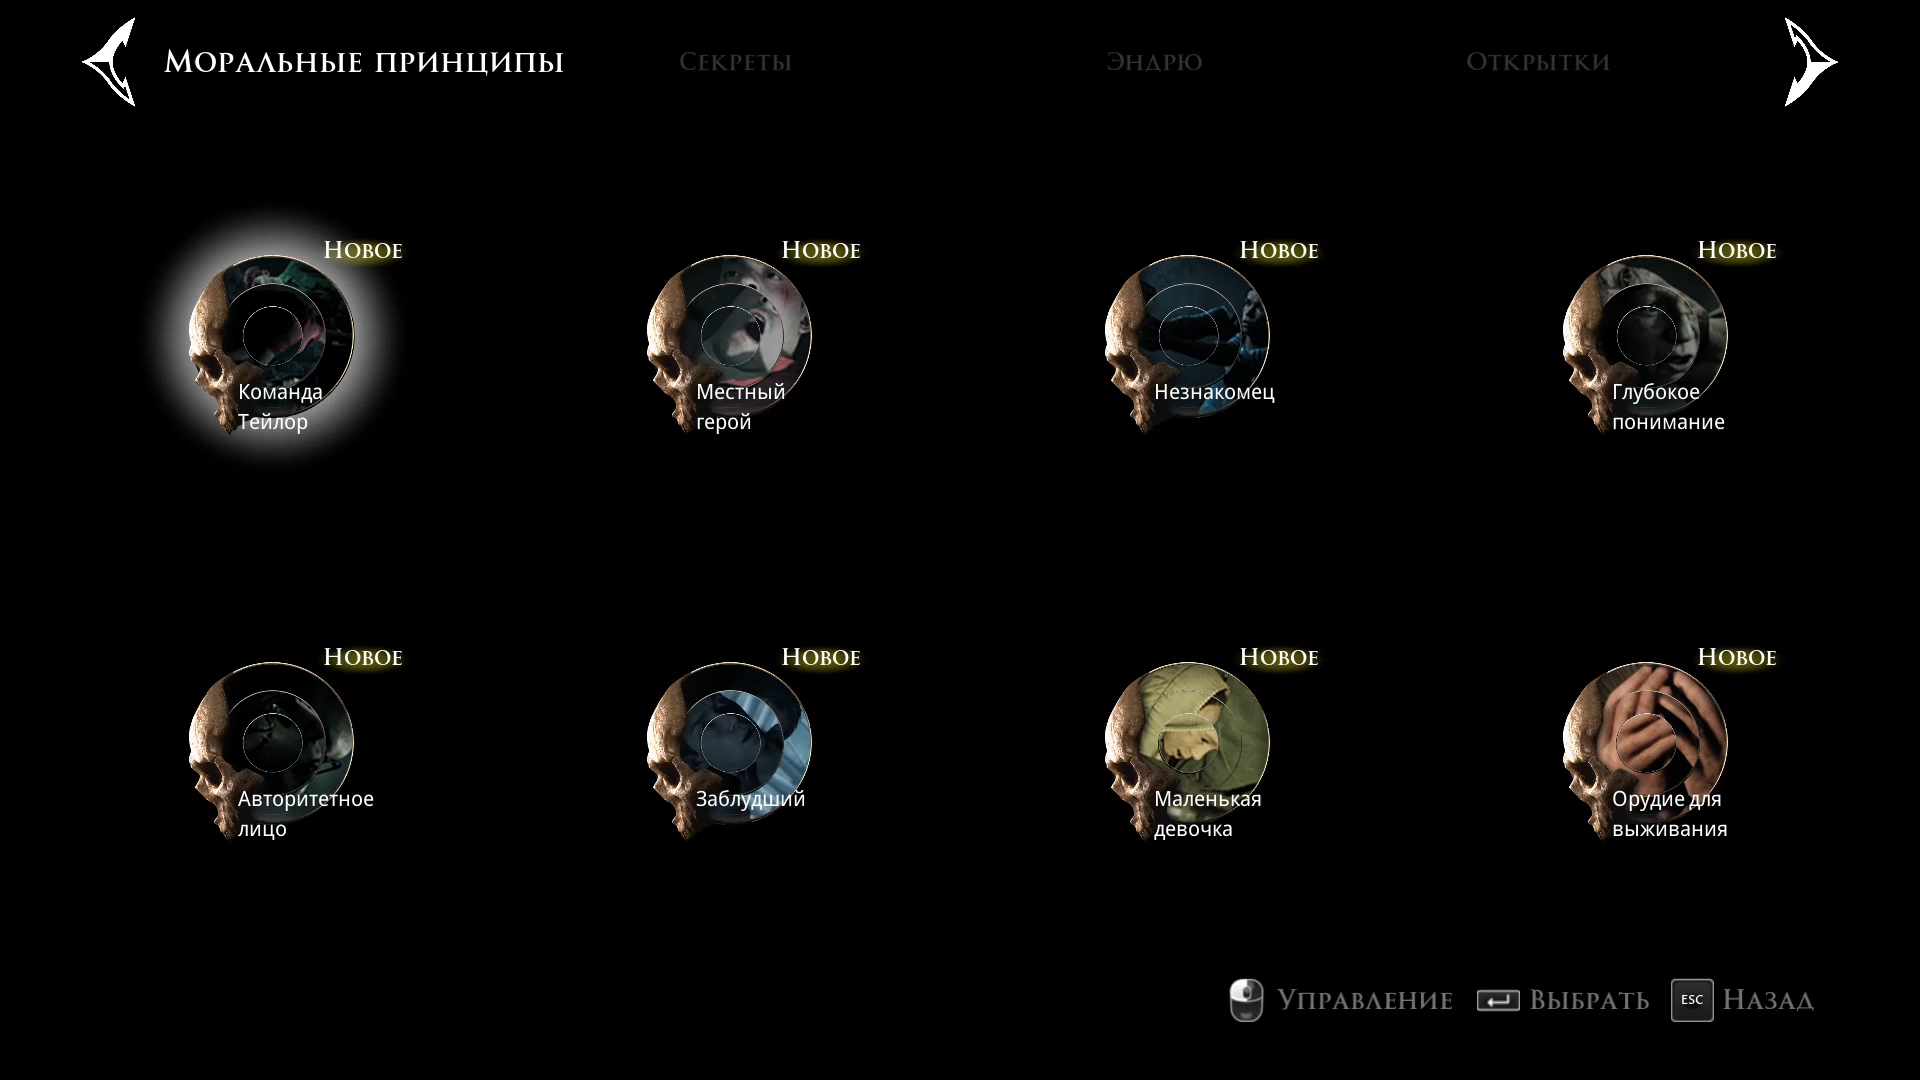 Моральные принципы
Секреты
Эндрю
Открытки
Новое
Команда
Тейлор
Новое
Местный
герой
Новое
Незнакомец
Новое
Глубокое
понимание
Новое
Авторитетное
лицо
Новое
Заблудший
Новое
Маленькая
девочка
Новое
Орудие для
выживания
Управление
Выбрать
ESC
Назад